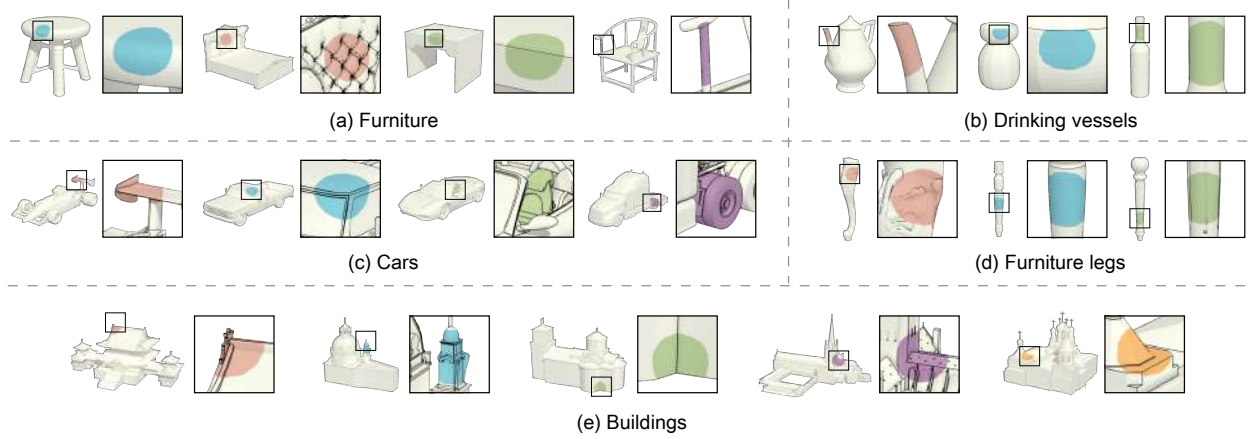 (a) Furniture
(b) Drinking vessels
(c) Cars
(d) Furniture legs
(e) Buildings